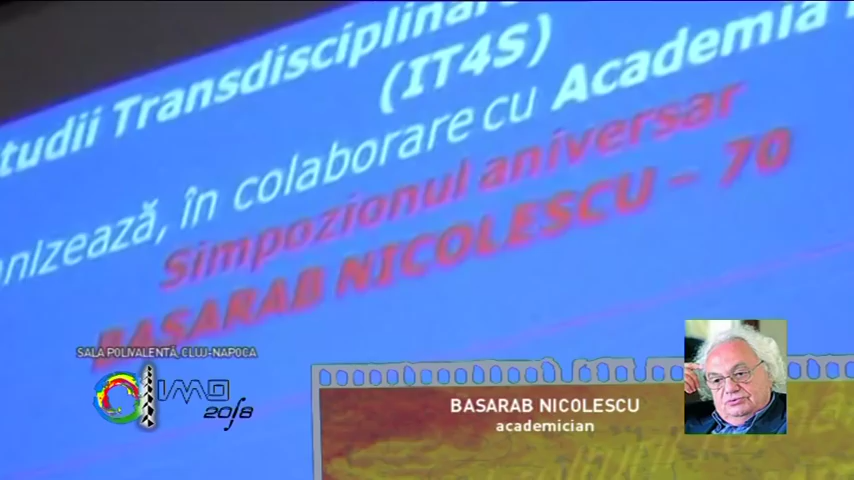 tudii Transdisciplinar
(IT4S)
anizează, în colaborare cu Academia
Simpozionul aniversar
BASARAB NICOLESCU – 70
SALA POLIVALENTĂ, CLUJ-NAPOCA
IMO
2018
BASARAB NICOLESCU
academician